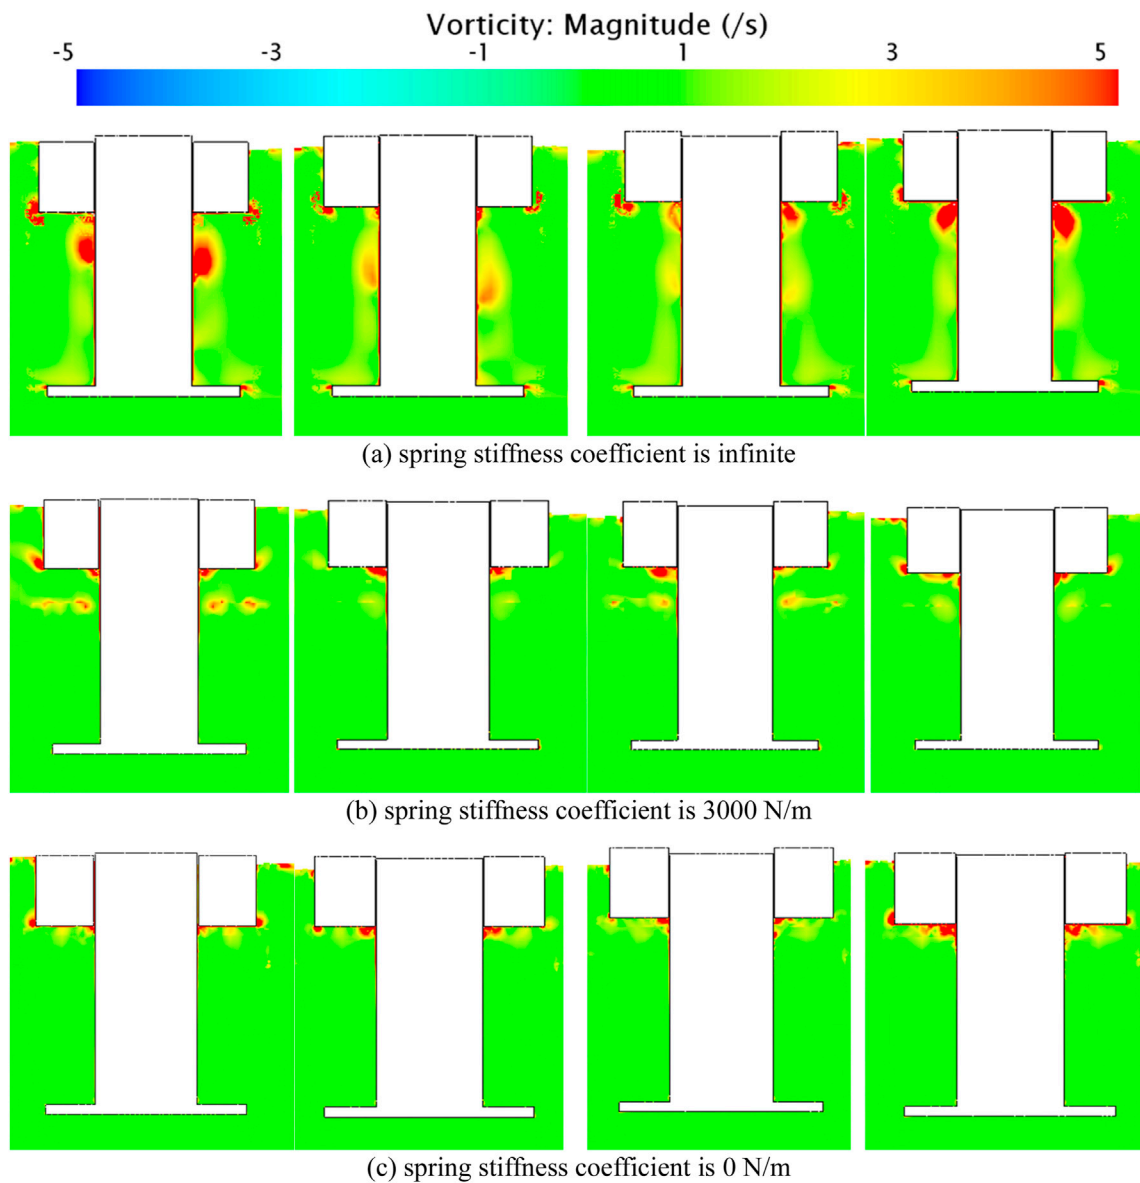 Vorticity: Magnitude (/s)
-5 -3 -1 1 3 5
(a) spring stiffness coefficient is infinite
(b) spring stiffness coefficient is 3000 N/m
(c) spring stiffness coefficient is 0 N/m